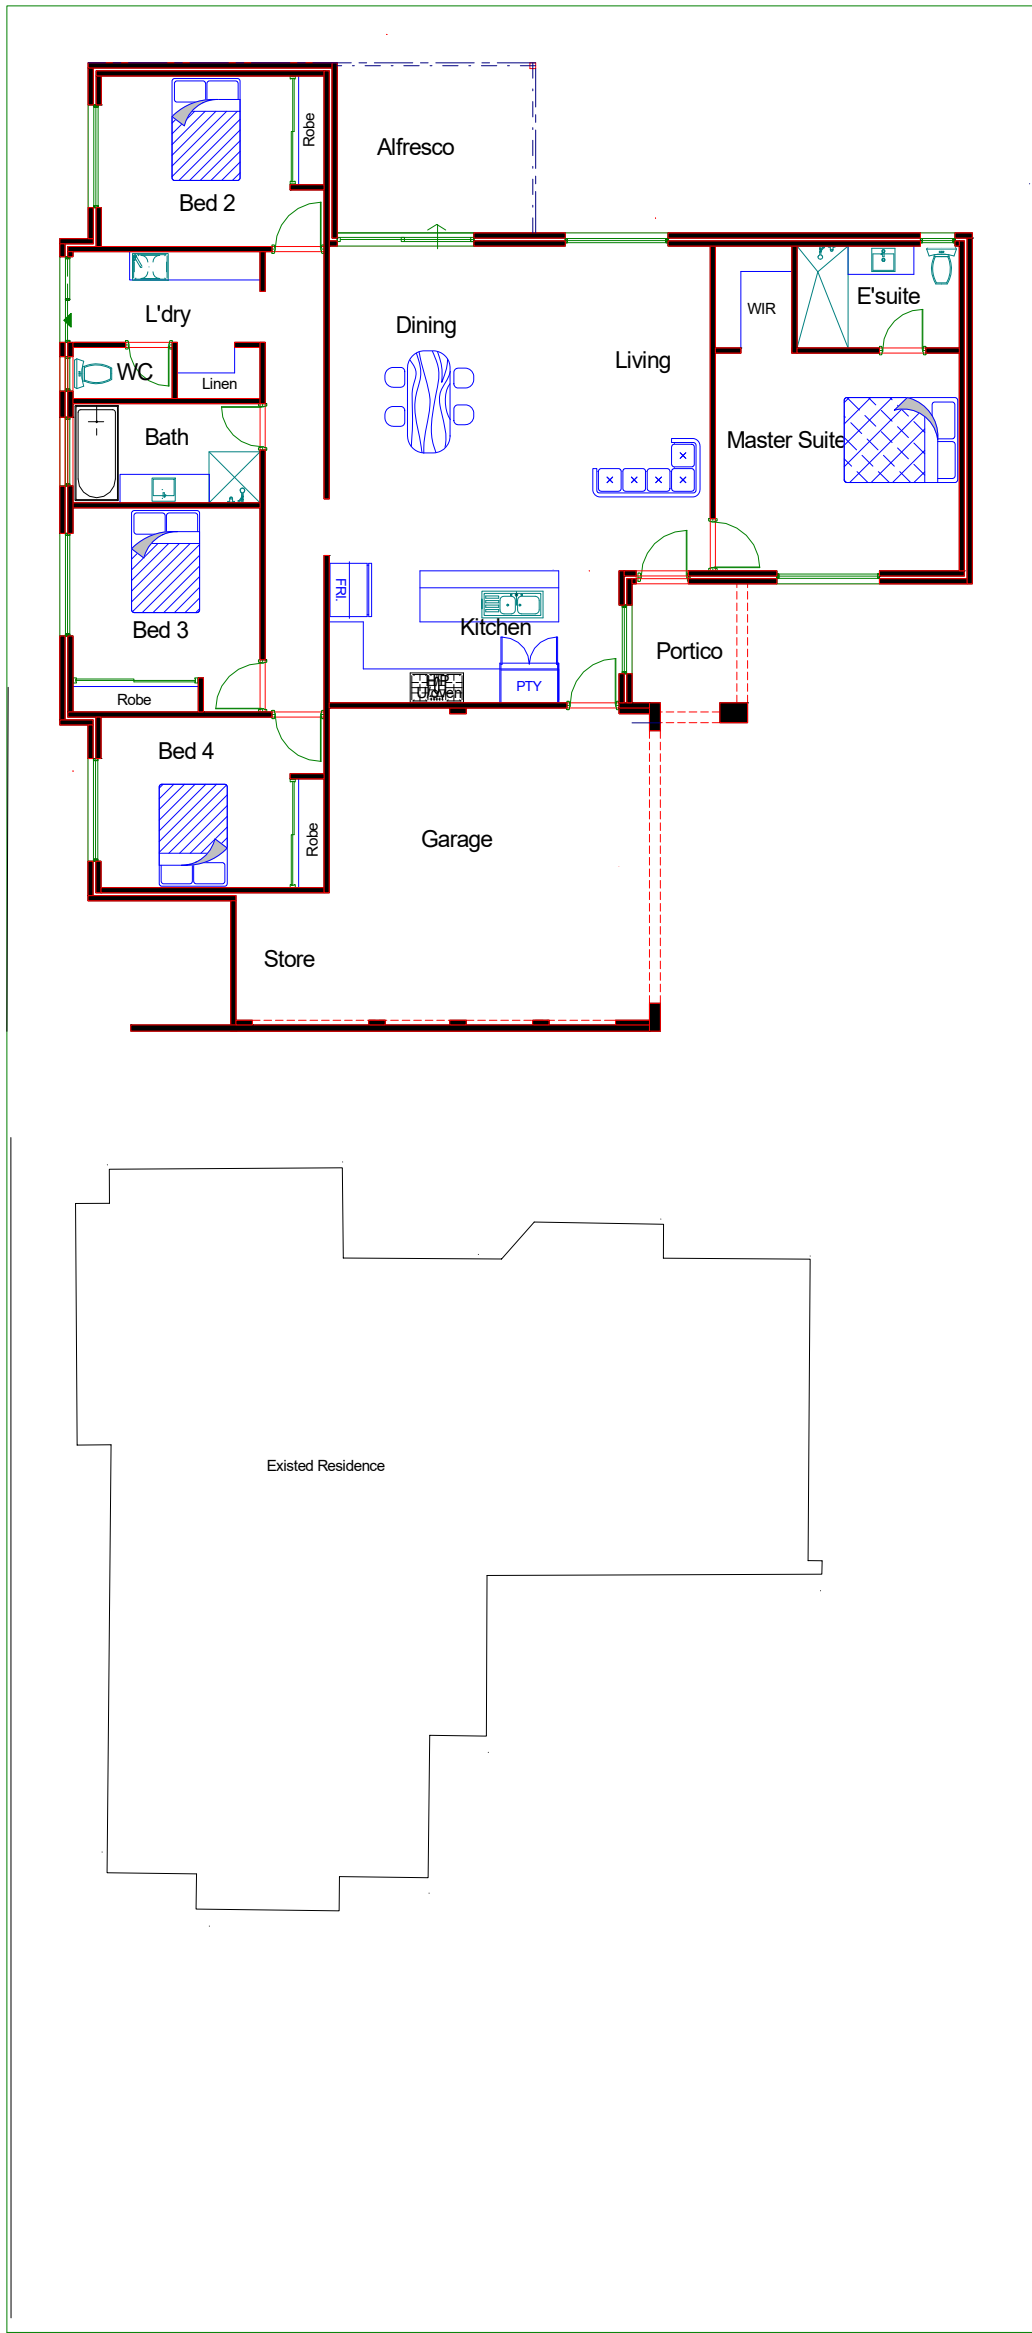 Robe
Alfresco
Bed 2
L'dry
E'suite
WIR
Dining
Living
WC
Linen
Bath
Master Suite
FRI.
Kitchen
Bed 3
Portico
PTY
Robe
Bed 4
Robe
Garage
Store
Existed Residence